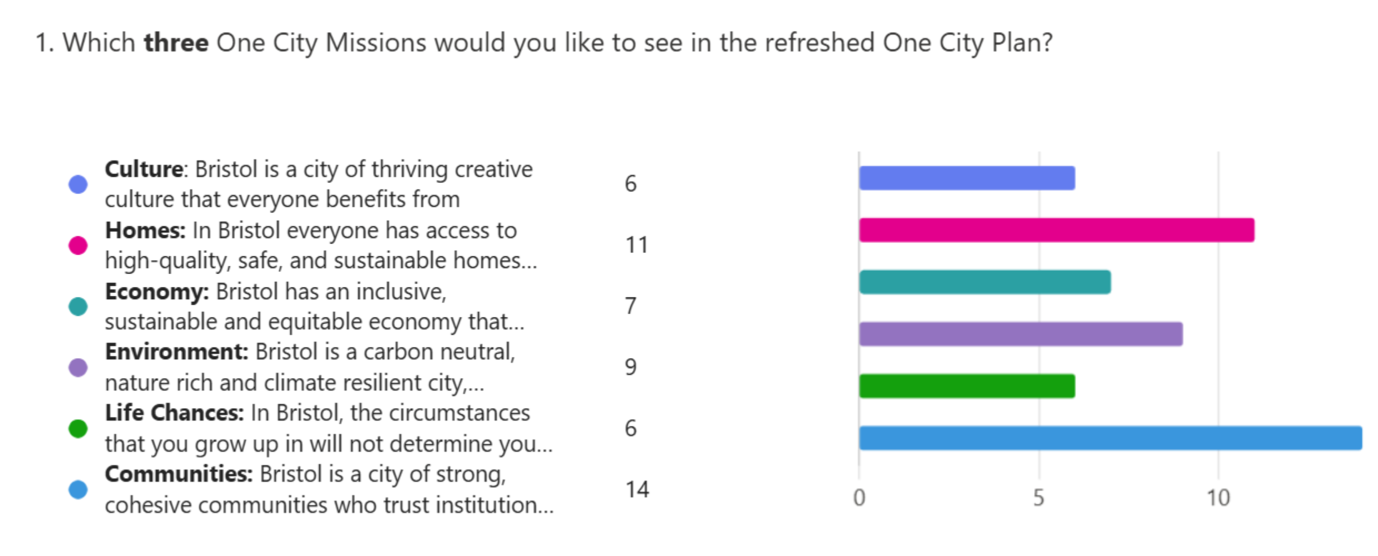 1. Which three One City Missions would you like to see in the refreshed One City Plan?
Culture: Bristol is a city of thriving creative
culture that everyone benefits from
6
Homes: In Bristol everyone has access to
high-quality, safe, and sustainable homes...
11
Economy: Bristol has an inclusive,
sustainable and equitable economy that...
7
Environment: Bristol is a carbon neutral,
nature rich and climate resilient city,...
9
Life Chances: In Bristol, the circumstances
that you grow up in will not determine you...
6
Communities: Bristol is a city of strong,
cohesive communities who trust institution...
14
0 5 10